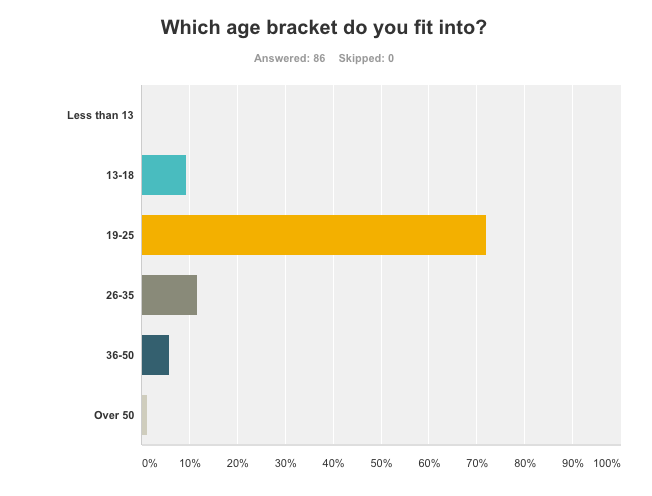 Which age bracket do you fit into?
Answered: 86 Skipped: 0
Less than 13
13-18
19-25
26-35
36-50
Over 50
0% 10% 20% 30% 40% 50% 60% 70% 80% 90% 100%